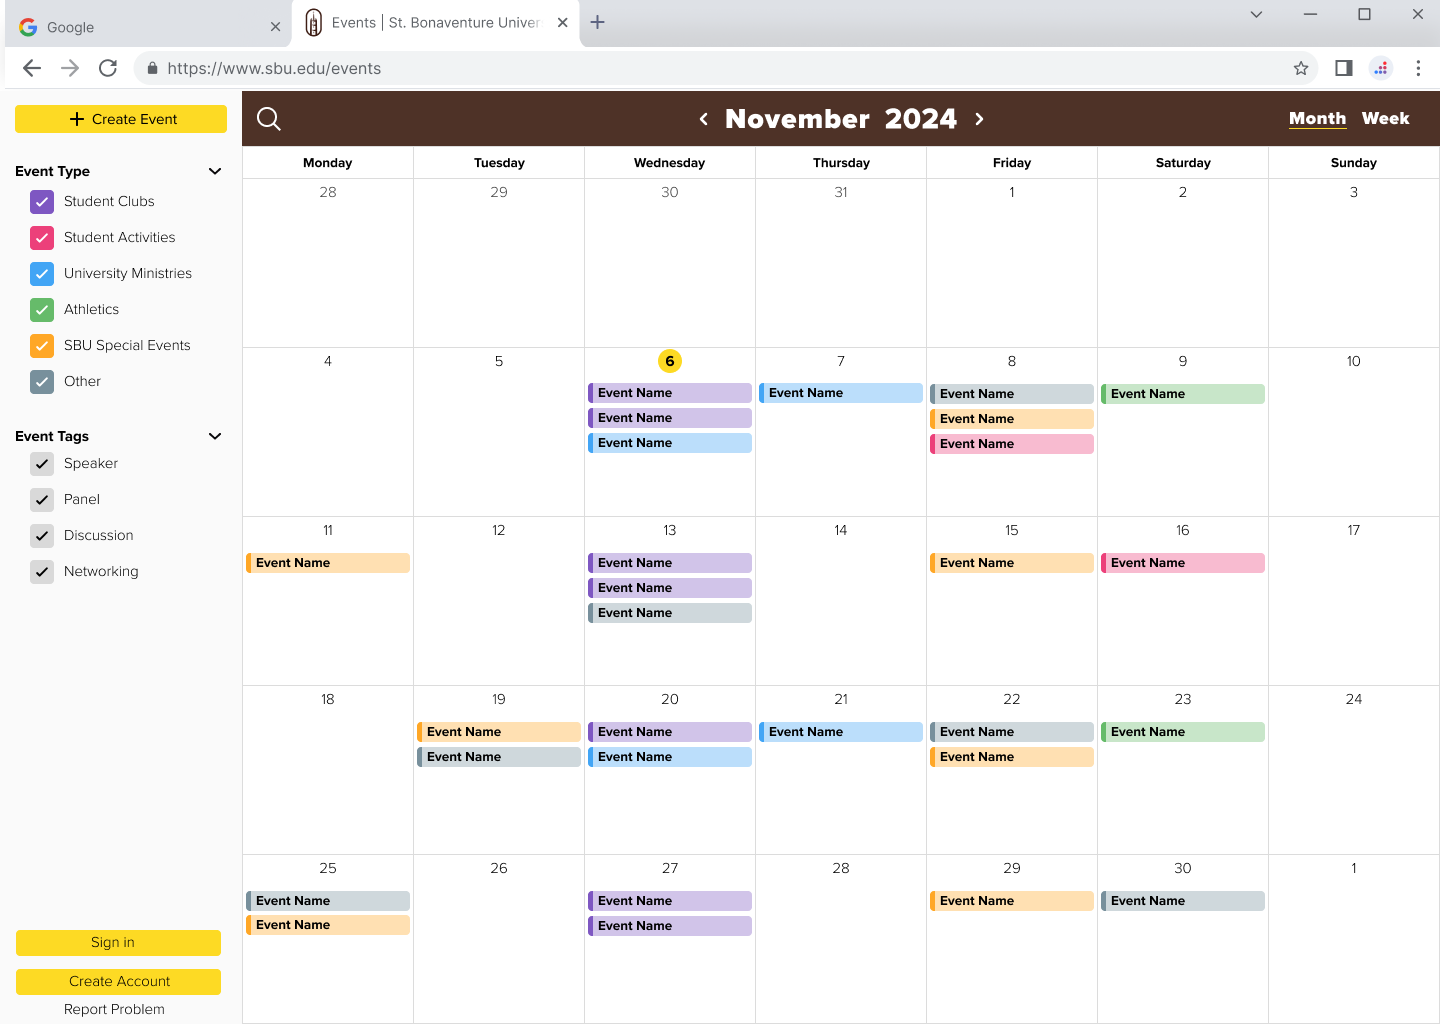 Google
Events | St. Bonaventure Univer
https://www.sbu.edu/events
Create Event
November 2024
Month Week
Event Type
Student Clubs
Student Activities
University Ministries
Athletics
SBU Special Events
Other
Event Tags
Speaker
Panel
Discussion
Networking
Sign in
Create Account
Report Problem
Monday Tuesday Wednesday Thursday Friday Saturday Sunday
28 29 30 31 1 2 3
4 5 6 7 8 9 10
Event Name Event Name Event Name Event Name
Event Name Event Name
Event Name Event Name
11 12 13 14 15 16 17
Event Name Event Name Event Name Event Name
Event Name
Event Name
18 19 20 21 22 23 24
Event Name Event Name Event Name Event Name Event Name
Event Name Event Name Event Name
25 26 27 28 29 30 1
Event Name Event Name Event Name Event Name
Event Name Event Name